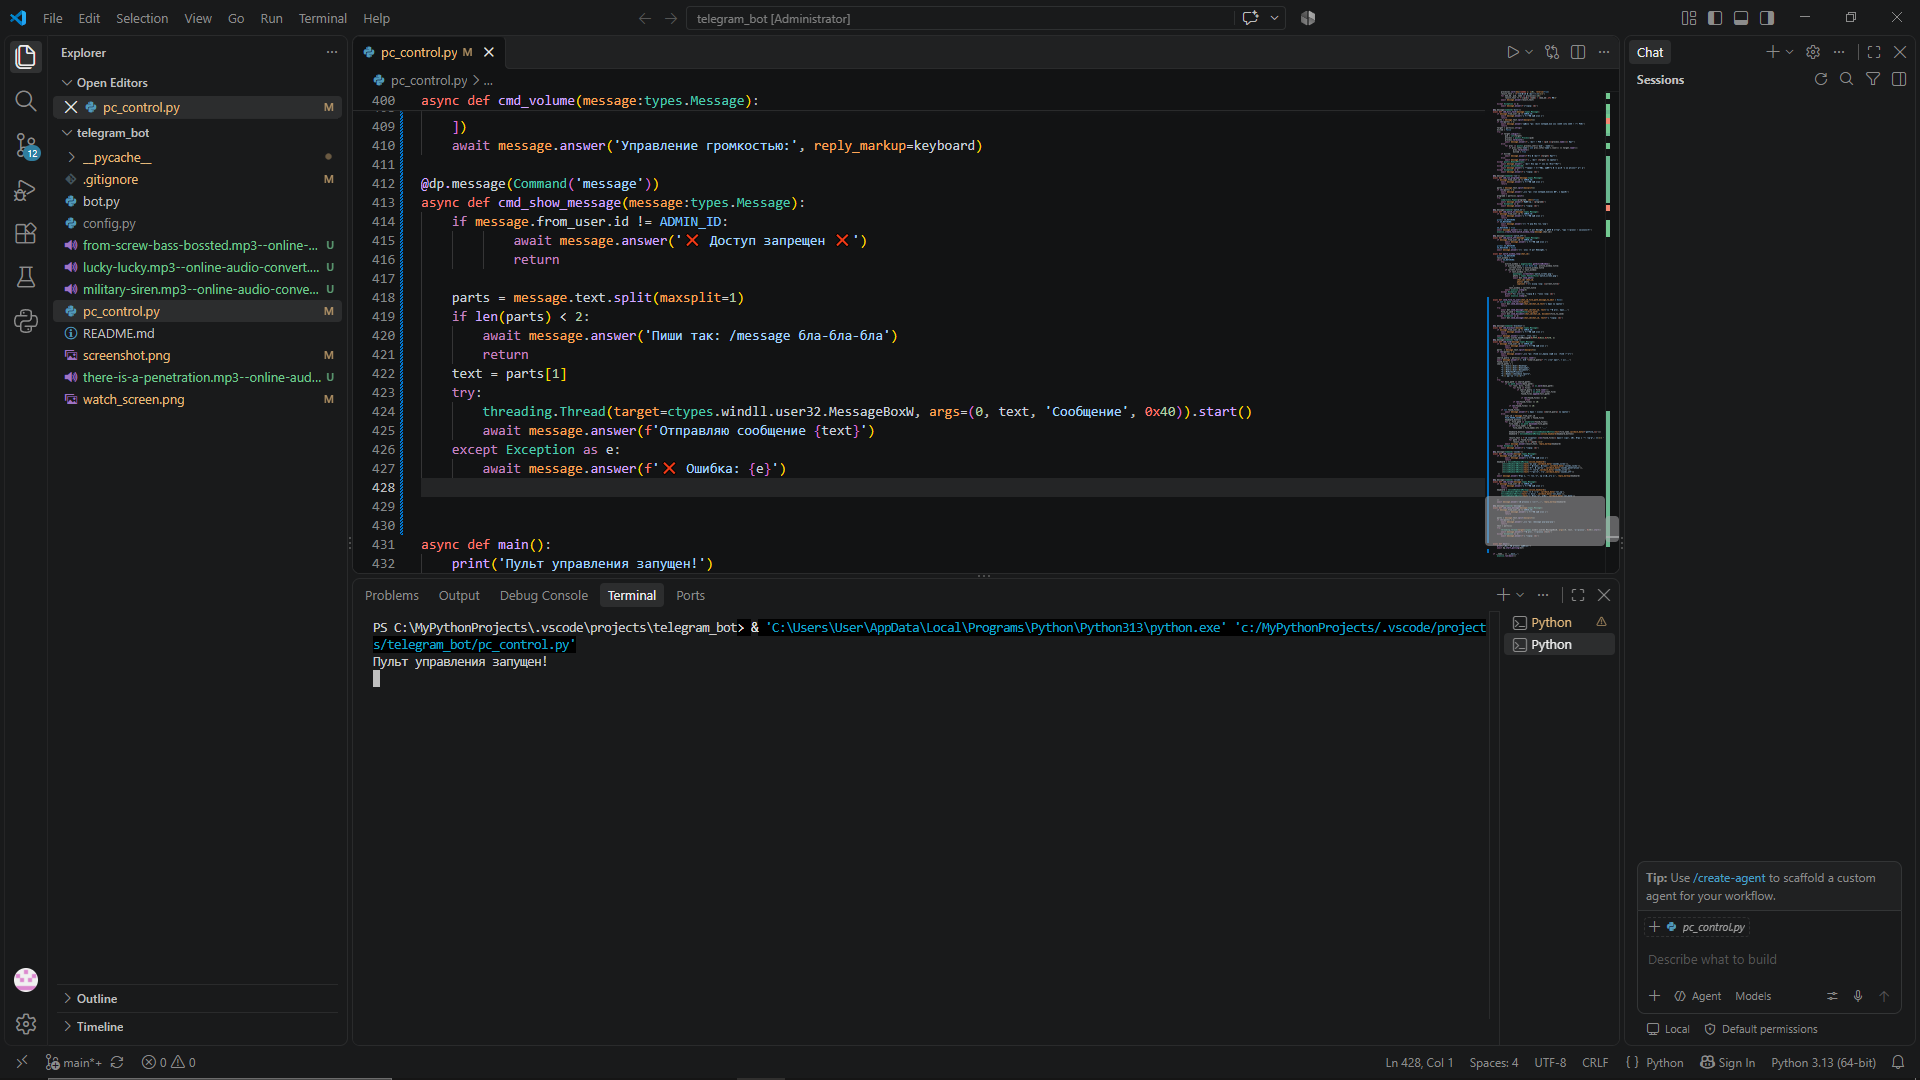 File Edit Selection View Go Run Terminal Help
telegram_bot [Administrator]
Explorer
Open Editors
pc_control.py M
telegram_bot
__pycache__
.gitignore M
bot.py
config.py
from-screw-bass-bossted.mp3--online-... U
lucky-lucky.mp3--online-audio-convert.... U
military-siren.mp3--online-audio-conve... U
pc_control.py M
README.md
screenshot.png M
there-is-a-penetration.mp3--online-aud... U
watch_screen.png M
12
Outline
Timeline
pc_control.py M
pc_control.py > ...
400 async def cmd_volume(message:types.Message):
409 ])
410 await message.answer('Управление громкостью:', reply_markup=keyboard)
411
412 @dp.message(Command('message'))
413 async def cmd_show_message(message:types.Message):
414 if message.from_user.id != ADMIN_ID:
415 await message.answer('❌ Доступ запрещен ❌')
416 return
417
418 parts = message.text.split(maxsplit=1)
419 if len(parts) < 2:
420 await message.answer('Пиши так: /message бла-бла-бла')
421 return
422 text = parts[1]
423 try:
424 threading.Thread(target=ctypes.windll.user32.MessageBoxW, args=(0, text, 'Сообщение', 0x40)).start()
425 await message.answer(f'Отправляю сообщение {text}')
426 except Exception as e:
427 await message.answer(f'❌ Ошибка: {e}')
428
429
430
431 async def main():
432 print('Пульт управления запущен!')
Problems Output Debug Console Terminal Ports
PS C:\MyPythonProjects\.vscode\projects\telegram_bot> & 'C:\Users\User\AppData\Local\Programs\Python\Python313\python.exe' 'c:/MyPythonProjects/.vscode/project
s/telegram_bot/pc_control.py'
Пульт управления запущен!
Python
Python
Chat
Sessions
Tip: Use /create-agent to scaffold a custom
agent for your workflow.
pc_control.py
Describe what to build
Agent Models
Local Default permissions
main*+ 0 0
Ln 428, Col 1 Spaces: 4 UTF-8 CRLF { } Python Sign In Python 3.13 (64-bit)